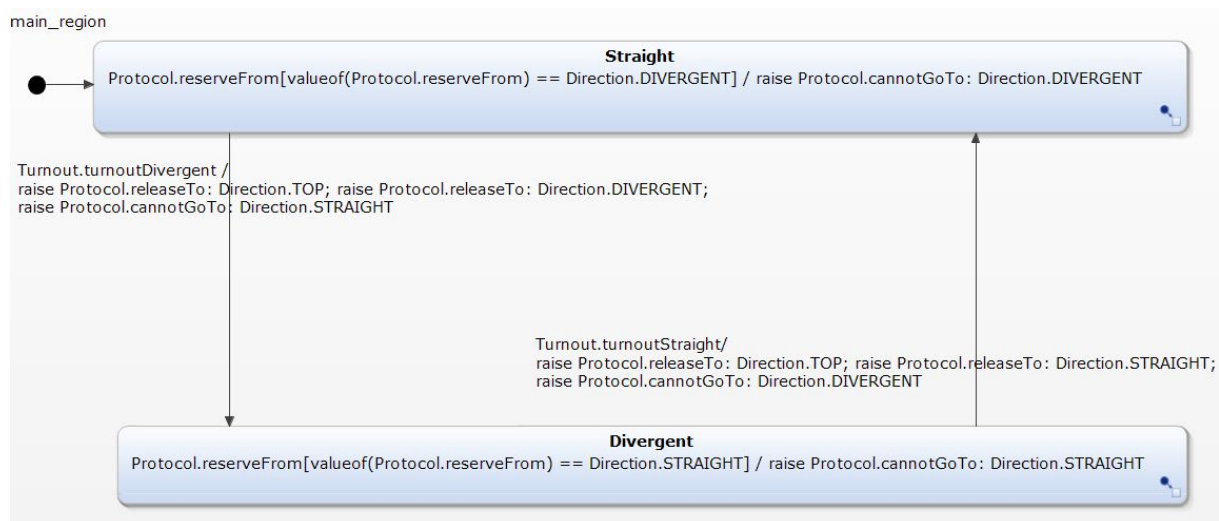 main_region
Straight
Protocol.reserveFrom[valueof(Protocol.reserveFrom) == Direction.DIVERGENT] / raise Protocol.cannotGoTo: Direction.DIVERGENT
Turnout.turnoutDivergent /
raise Protocol.releaseTo: Direction.TOP; raise Protocol.releaseTo: Direction.DIVERGENT;
raise Protocol.cannotGoTo: Direction.STRAIGHT
Turnout.turnoutStraight/
raise Protocol.releaseTo: Direction.TOP; raise Protocol.releaseTo: Direction.STRAIGHT;
raise Protocol.cannotGoTo: Direction.DIVERGENT
Divergent
Protocol.reserveFrom[valueof(Protocol.reserveFrom) == Direction.STRAIGHT] / raise Protocol.cannotGoTo: Direction.STRAIGHT